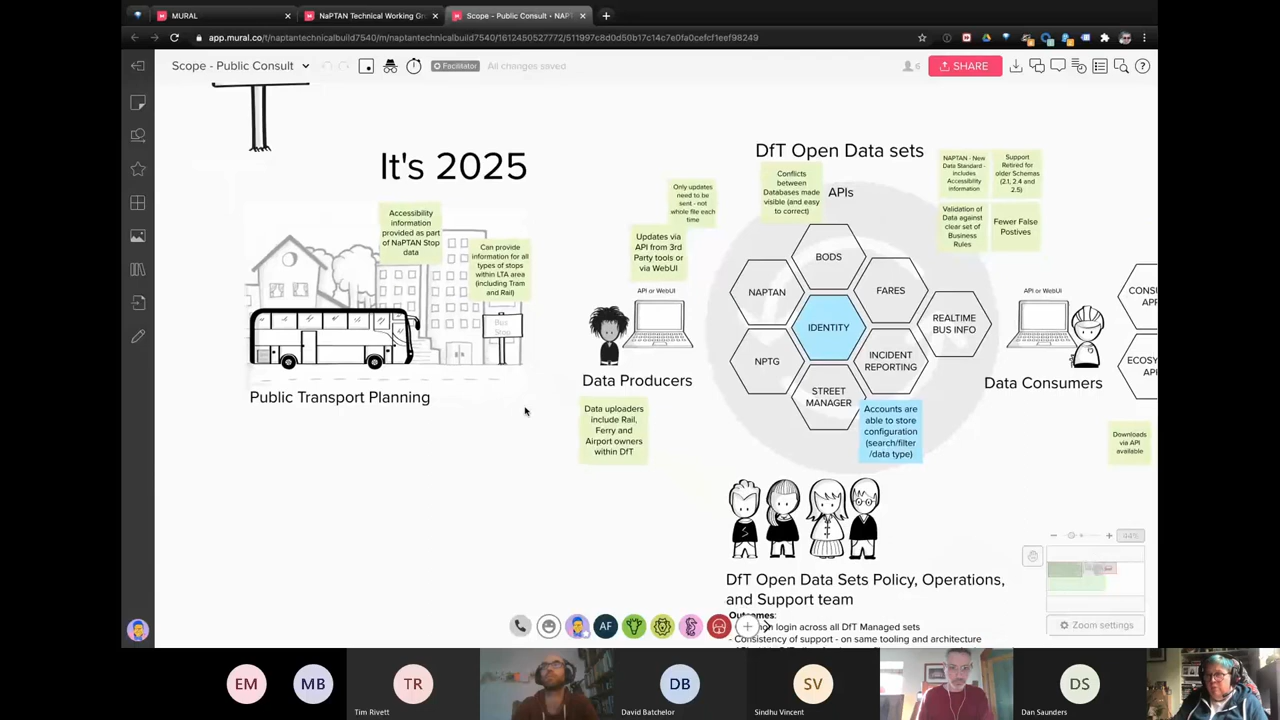 MURAL
NaPTAN Technical Working Gr
Scope - Public Consult • NAPT
app.mural.co/t/naptantechnicalbuild7540/m/naptantechnicalbuild7540/1612450527772/511997c8d0d50b17c14c7e0fa0cefcf1eef98249
Scope - Public Consult
Facilitator
All changes saved
6
SHARE
It's 2025
Accessibility
information
provided as part
of NaPTAN Stop
data
Can provide
information for all
types of stops
within LTA area
(including Tram
and Rail)
Bus
Stop
Public Transport Planning
Only updates
need to be
sent - not
whole file each
time
Updates via
API from 3rd
Party tools or
via WebUI
API or WebUI
Data Producers
Data uploaders
include Rail,
Ferry and
Airport owners
within DfT
DfT Open Data sets
Conflicts
between
Databases made
visible (and easy
to correct)
APIs
BODS
NAPTAN
FARES
IDENTITY
REALTIME
BUS INFO
NPTG
INCIDENT
REPORTING
STREET
MANAGER
Accounts are
able to store
configuration
(search/filter
/data type)
NAPTAN - New
Data Standard -
includes
Accessibility
information
Support
Retired for
older Schemas
(2.1, 2.4 and
2.5)
Validation of
Data against
clear set of
Business
Rules
Fewer False
Postives
API or WebUI
Data Consumers
CONSU
APP
ECOSY
AP
Downloads
via API
available
DfT Open Data Sets Policy, Operations,
and Support team
Outcomes:
login across all DfT Managed sets
- Consistency of support - on same tooling and architecture
44%
Zoom settings
AF
EM
MB
TR
Tim Rivett
DB
David Batchelor
SV
Sindhu Vincent
DS
Dan Saunders